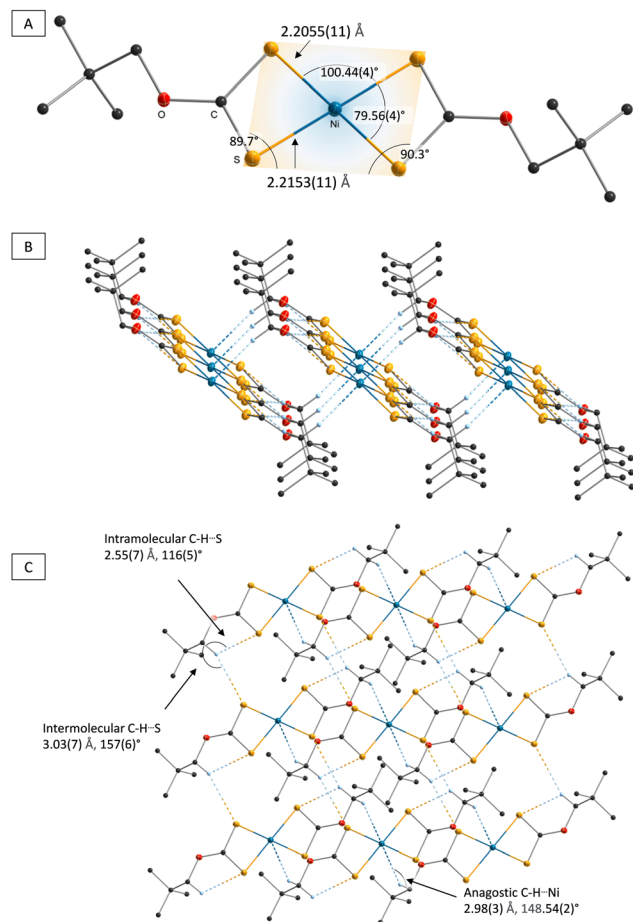 A
2.2055(11) Å
100.44(4)°
79.56(4)°
Ni
O
C
S
89.7°
90.3°
2.2153(11) Å
B
C
Intramolecular C-H···S
2.55(7) Å, 116(5)°
Intermolecular C-H···S
3.03(7) Å, 157(6)°
Anagostic C-H···Ni
2.98(3) Å, 148.54(2)°